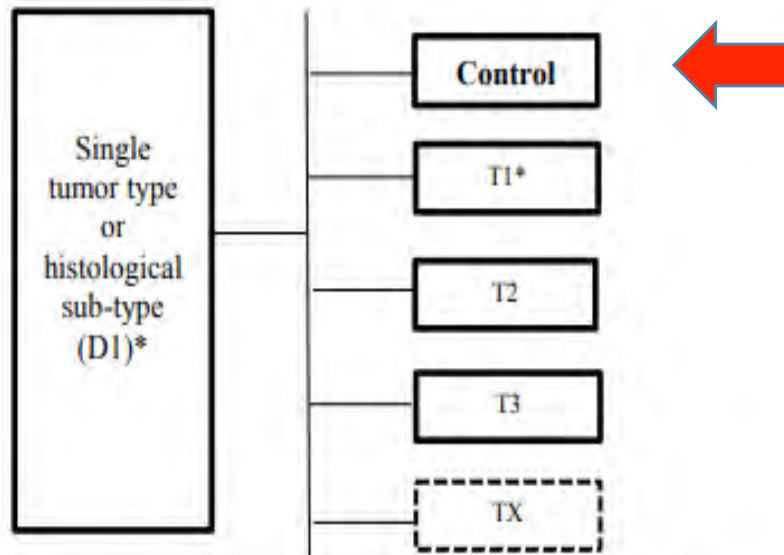 Single
tumor type
or
histological
sub-type
(D1)*
Control
T1*
T2
T3
TX